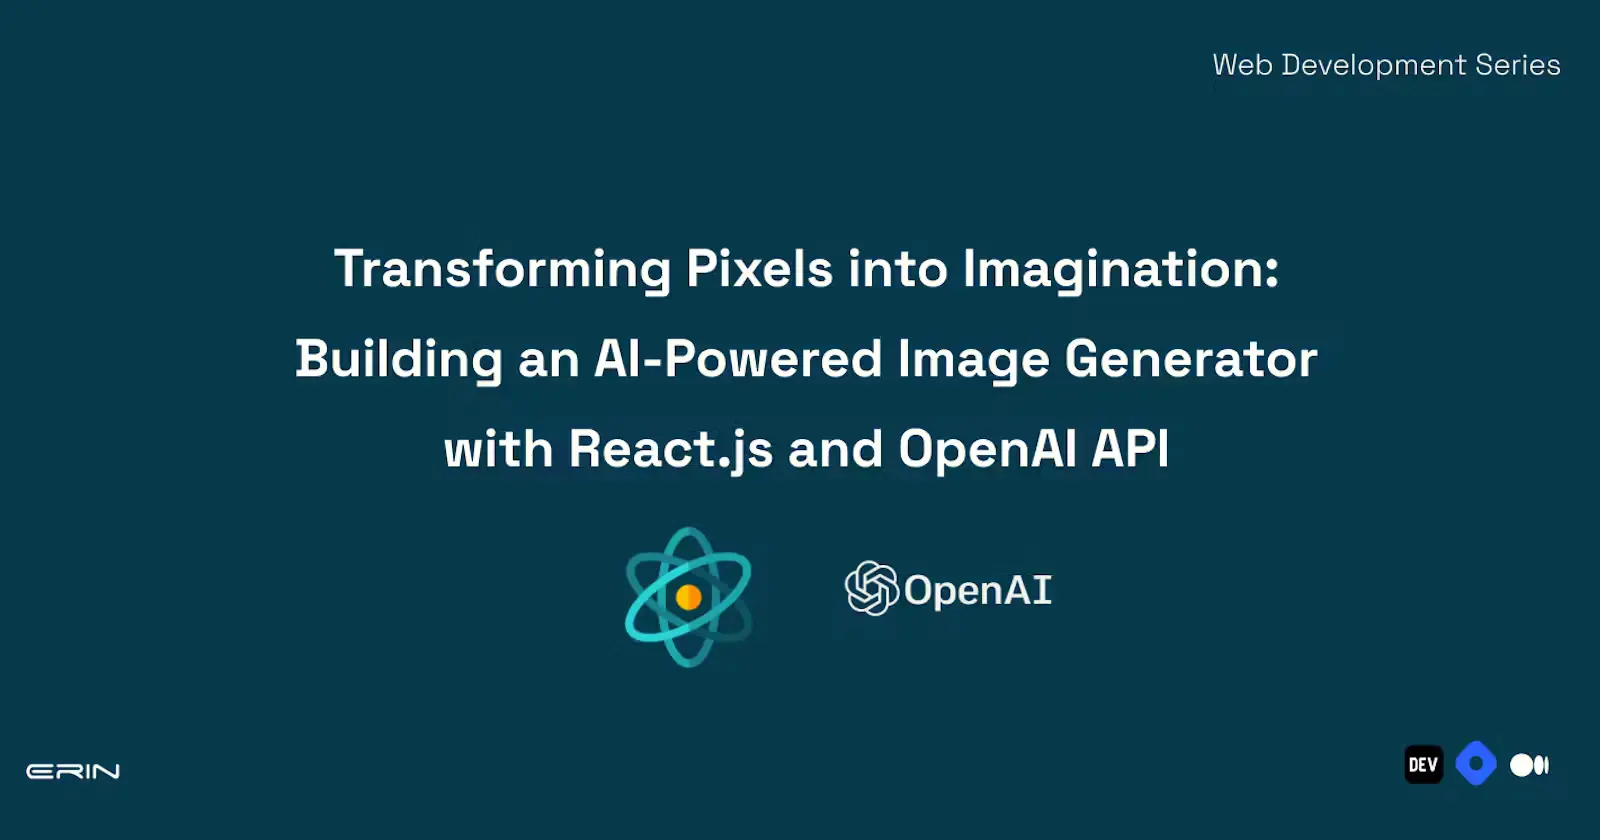 Web Development Series
Transforming Pixels into Imagination:
Building an AI-Powered Image Generator
with React.js and OpenAI API
OpenAI
ERIN
DEV